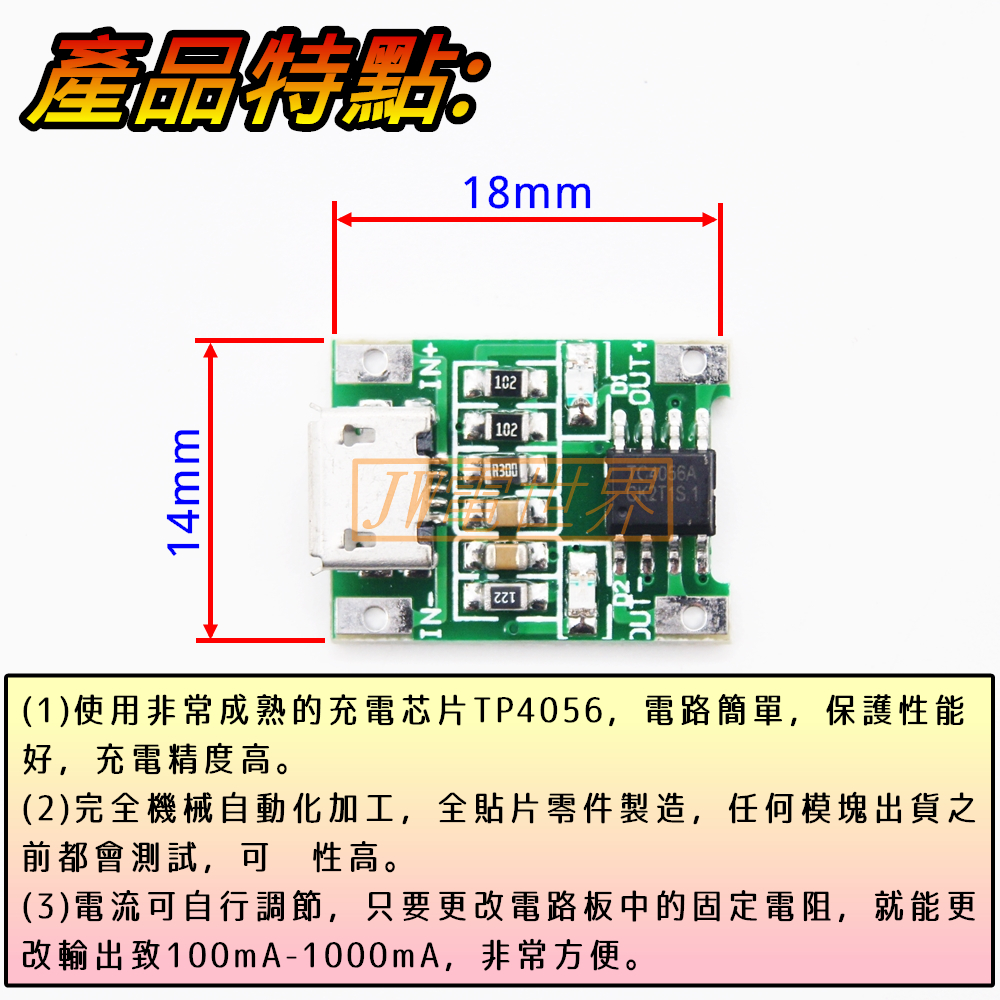 產品特點:
18mm
14mm
IN+
D1
OUT+
102
102
R300
TC4056A
JW雷世界
122
IN-
D2
OUT-
(1)使用非常成熟的充電芯片TP4056，電路簡單，保護性能
好，充電精度高。
(2)完全機械自動化加工，全貼片零件製造，任何模塊出貨之
前都會測試，可　性高。
(3)電流可自行調節，只要更改電路板中的固定電阻，就能更
改輸出致100mA-1000mA，非常方便。